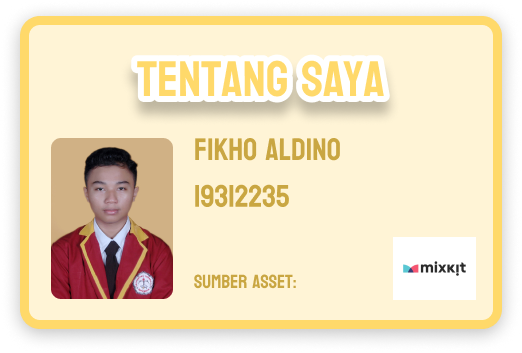 TENTANG SAYA
FIKHO ALDINO
19312235
SUMBER ASSET:
mixkit